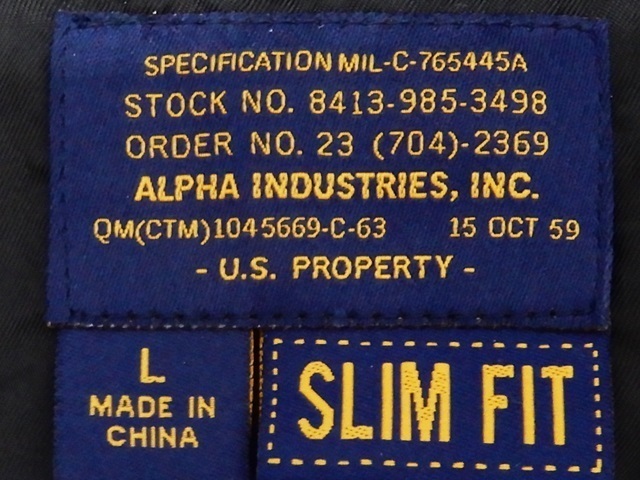 SPECIFICATION MIL-C-765445A
STOCK NO. 8413-985-3498
ORDER NO. 23 (704)-2369
ALPHA INDUSTRIES, INC.
QM(CTM)1045669-C-63 15 OCT 59
- U.S. PROPERTY -
L
MADE IN
CHINA
SLIM FIT